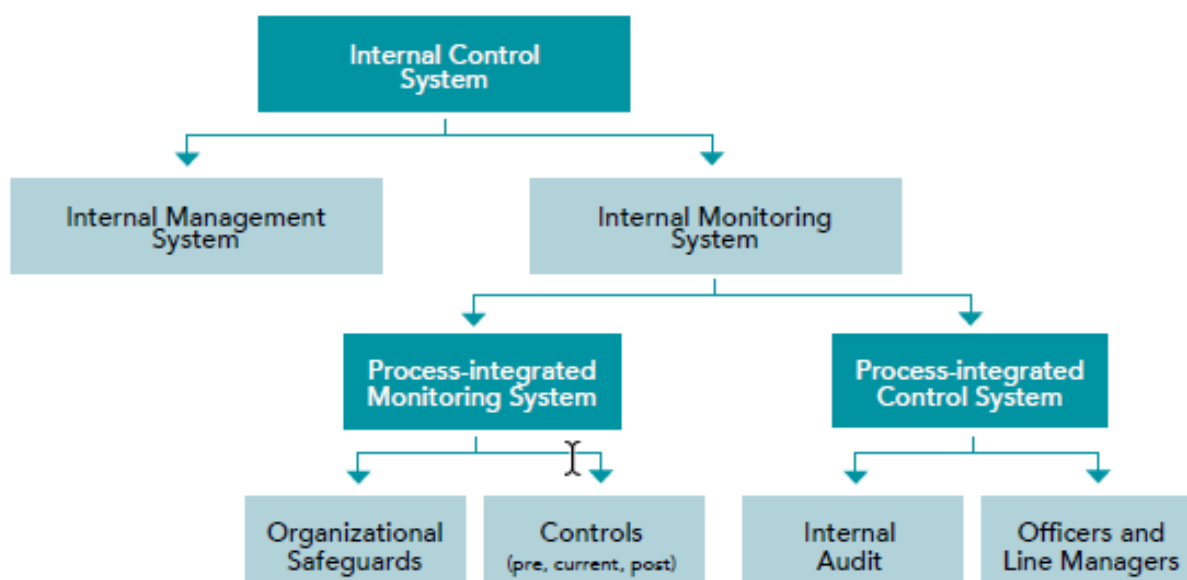 Internal Control
System
Internal Management
System
Internal Monitoring
System
Process-integrated
Monitoring System
Process-integrated
Control System
Organizational
Safeguards
Controls
(pre, current, post)
Internal
Audit
Officers and
Line Managers